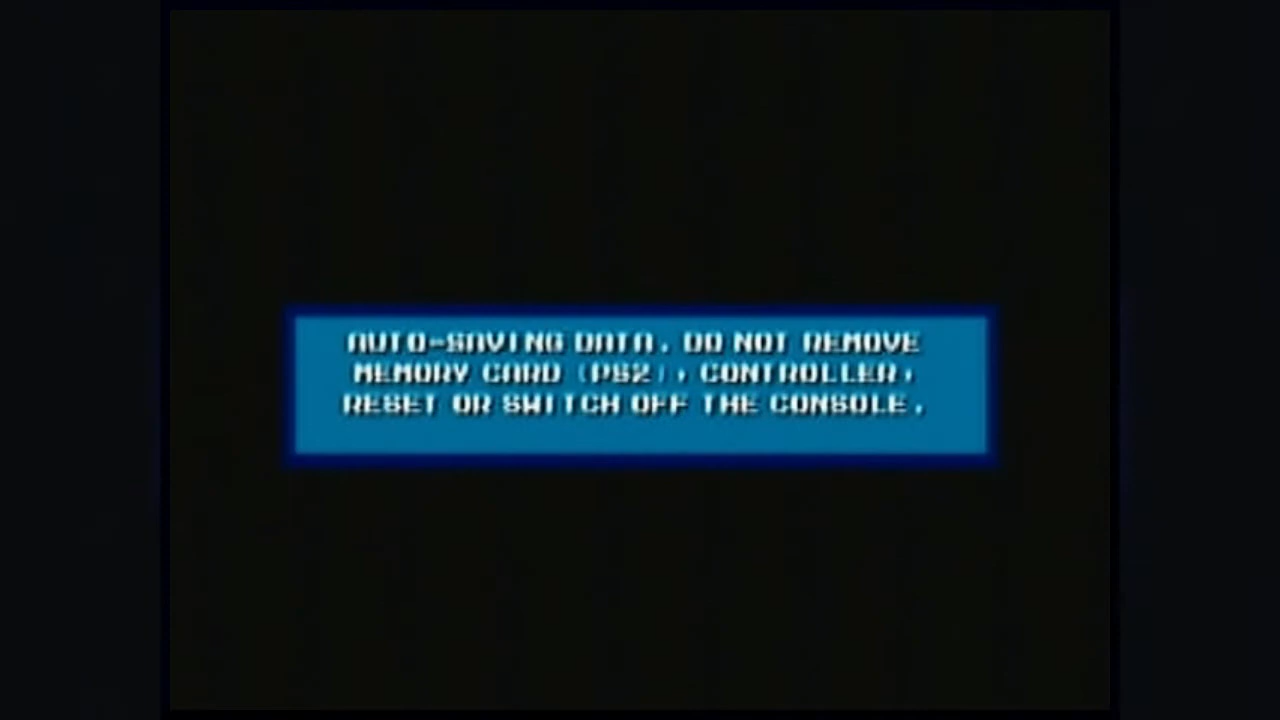 AUTO-SAVING DATA. DO NOT REMOVE
MEMORY CARD (PS2), CONTROLLER,
RESET OR SWITCH OFF THE CONSOLE.